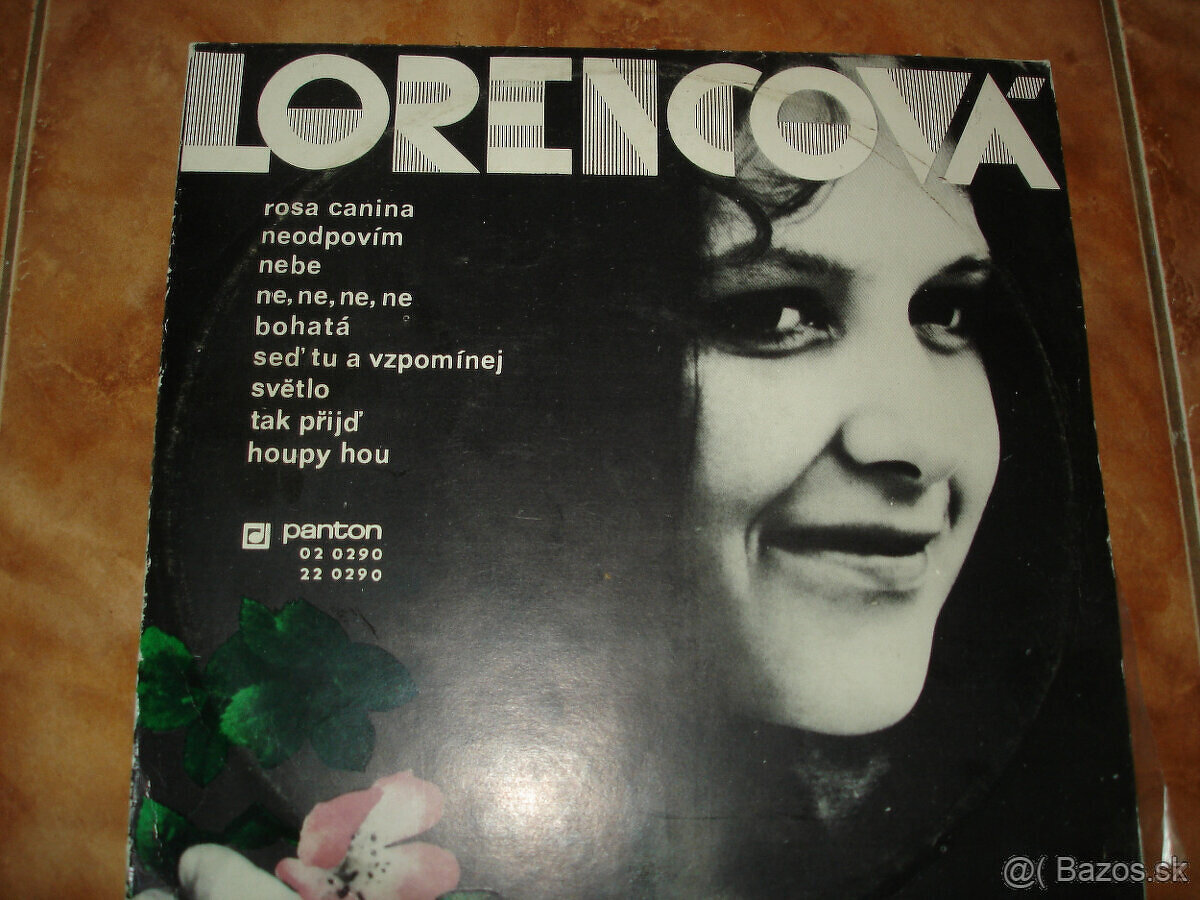 LORENCOVÁ
rosa canina
neodpovím
nebe
ne, ne, ne, ne
bohatá
seď tu a vzpomínej
světlo
tak přijď
houpy hou
panton
02 0290
22 0290
@( Bazos.sk